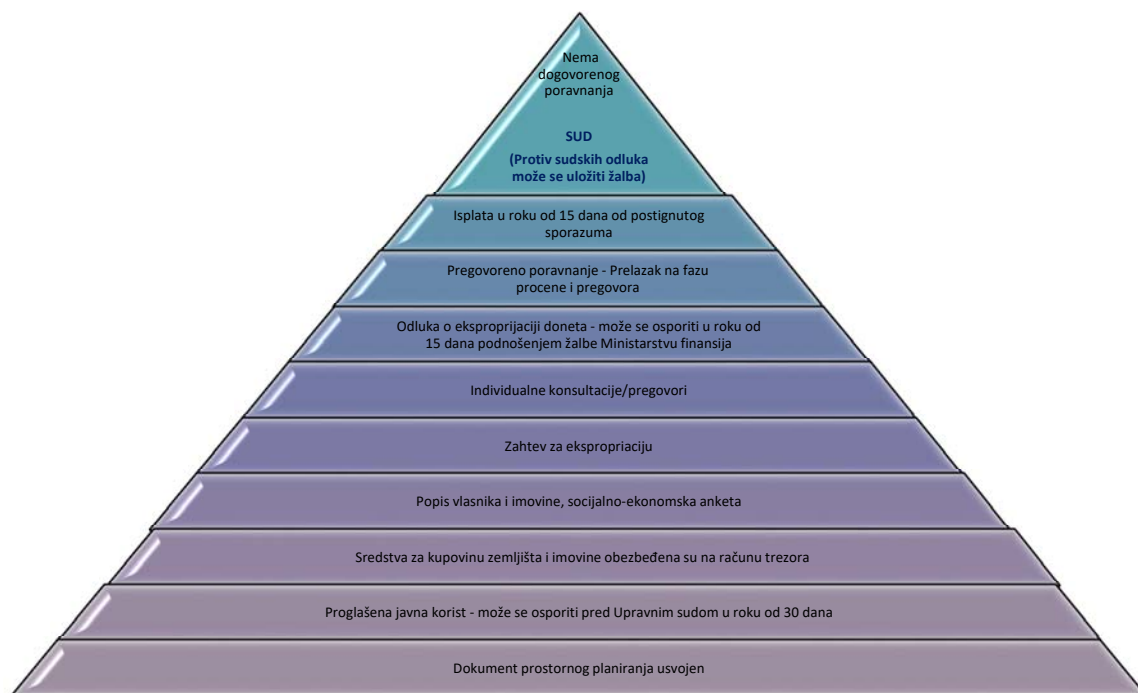 Nema
dogovorenog
poravnanja
SUD
(Protiv sudskih odluka
može se uložiti žalba)
Isplata u roku od 15 dana od postignutog
sporazuma
Pregovoreno poravnanje - Prelazak na fazu
procene i pregovora
Odluka o eksproprijaciji doneta - može se osporiti u roku od
15 dana podnošenjem žalbe Ministarstvu finansija
Individualne konsultacije/pregovori
Zahtev za ekspropriaciju
Popis vlasnika i imovine, socijalno-ekonomska anketa
Sredstva za kupovinu zemljišta i imovine obezbeđena su na računu trezora
Proglašena javna korist - može se osporiti pred Upravnim sudom u roku od 30 dana
Dokument prostornog planiranja usvojen